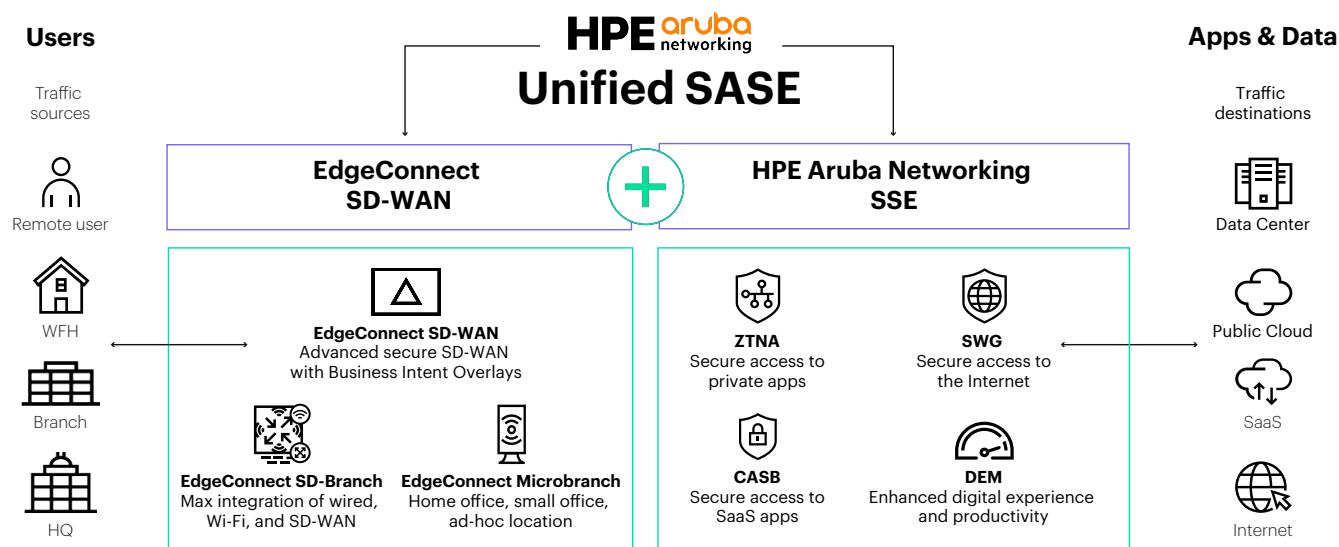 HPE aruba
networking
Unified SASE
Users
Traffic
sources
Remote user
WFH
Branch
HQ
EdgeConnect
SD-WAN
HPE Aruba Networking
SSE
EdgeConnect SD-WAN
Advanced secure SD-WAN
with Business Intent Overlays
EdgeConnect SD-Branch
Max integration of wired,
Wi-Fi, and SD-WAN
EdgeConnect Microbranch
Home office, small office,
ad-hoc location
ZTNA
Secure access to
private apps
SWG
Secure access to
the Internet
CASB
Secure access to
SaaS apps
DEM
Enhanced digital experience
and productivity
Apps & Data
Traffic
destinations
Data Center
Public Cloud
SaaS
Internet